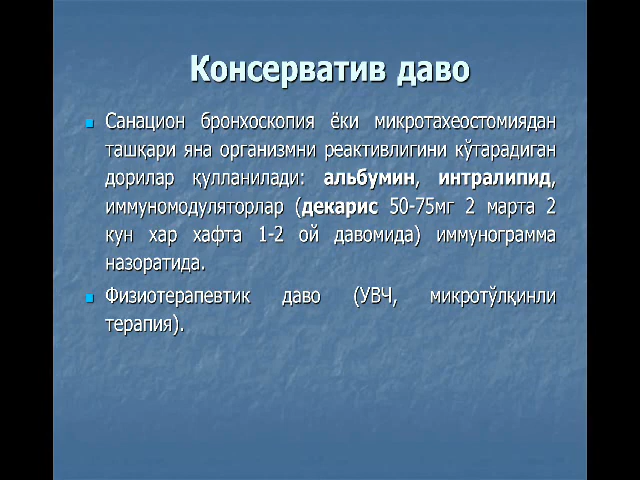 Консерватив даво
Санацион бронхоскопия ёки микротахеостомиядан
ташқари яна организмни реактивлигини кўтарадиган
дорилар қулланилади: альбумин, интралипид,
иммуномодуляторлар (декарис 50-75мг 2 марта 2
кун хар хафта 1-2 ой давомида) иммунограмма
назоратида.
Физиотерапевтик даво (УВЧ, микротўлқинли
терапия).